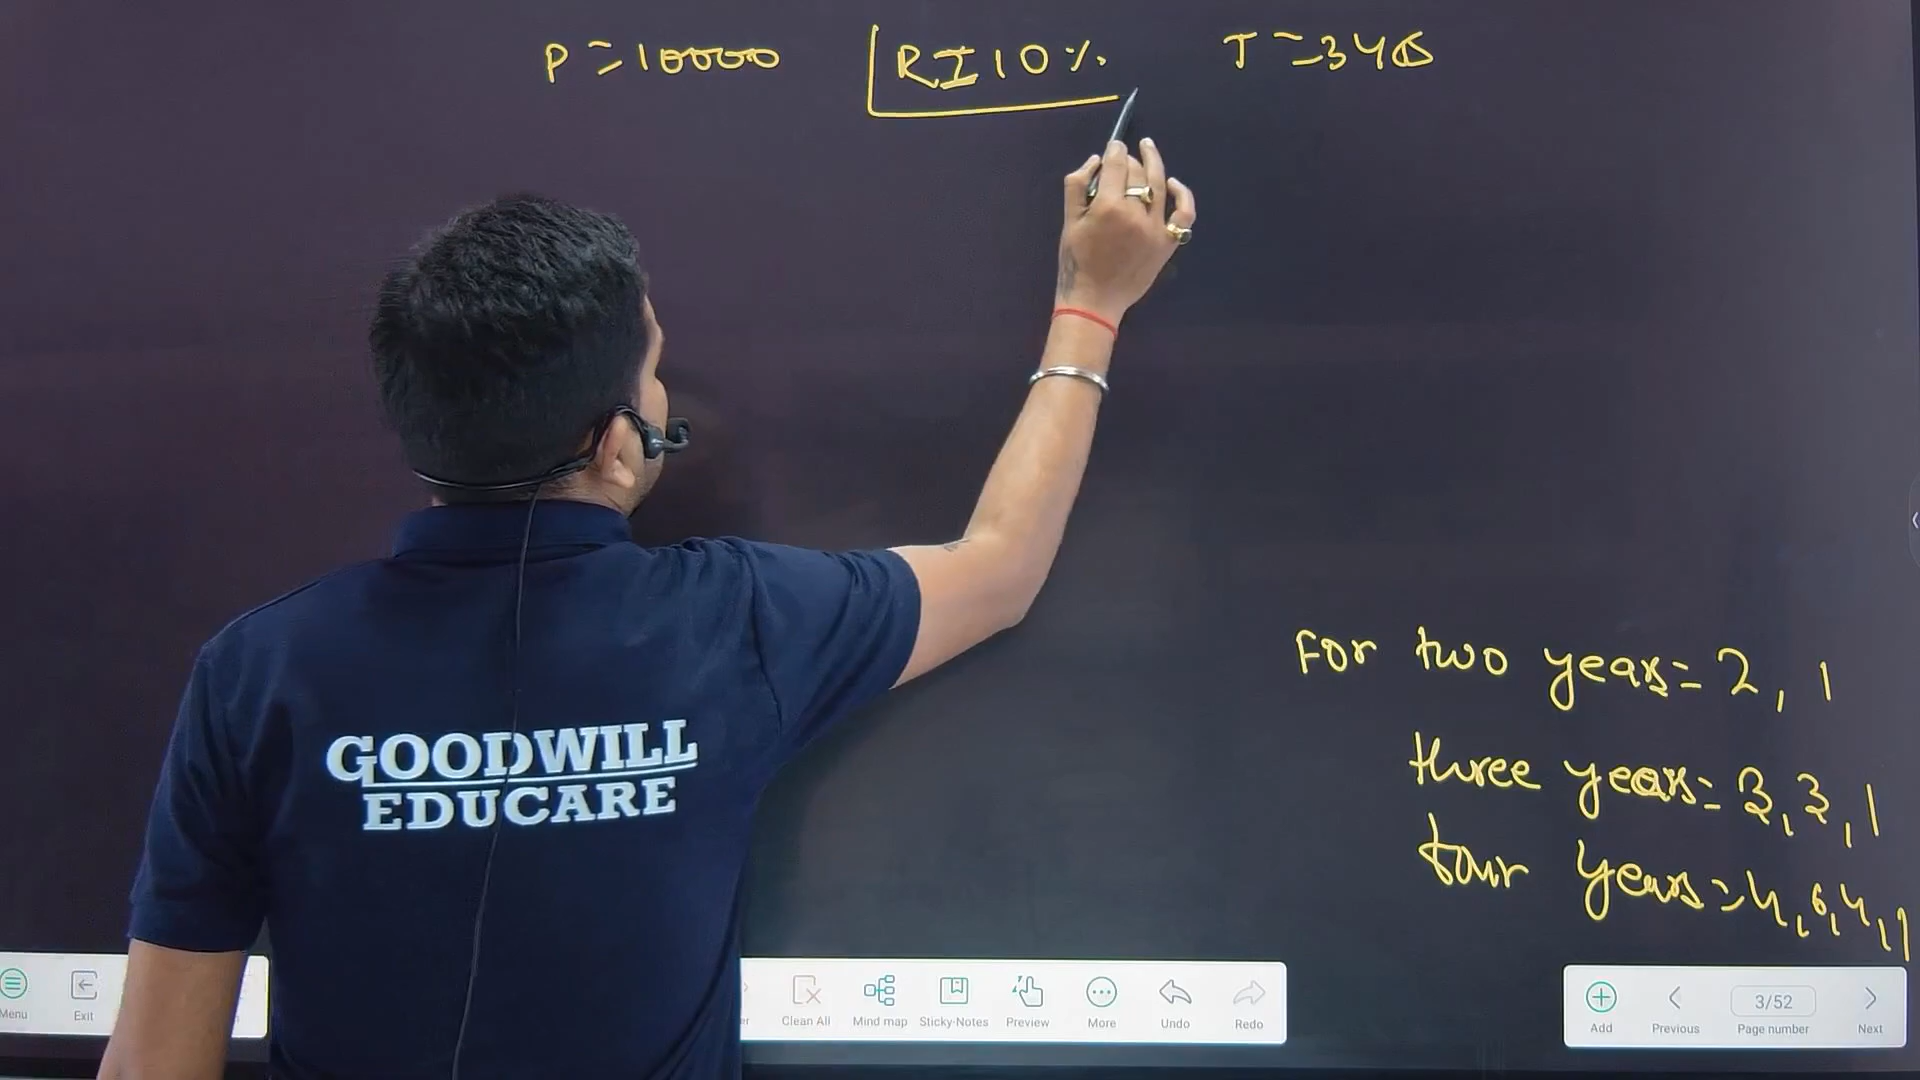 P = 10000 R = 10% T = 3 yrs
For two years = 2, 1
three years = 3, 3, 1
four years = 4, 6, 4, 1
GOODWILL
EDUCARE
Menu Exit Clean All Mind map Sticky-Notes Preview More Undo Redo
Add Previous 3/52 Page number Next